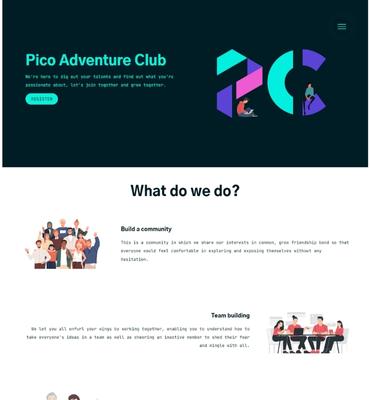 Pico Adventure Club
We're here to dig out your talents and find out what you're
passionate about, let's join together and grow together.
REGISTER
What do we do?
Build a community
This is a community in which we share our interests in common, grow friendship bond so that
everyone would feel comfortable in exploring and exposing themselves without any
hesitation.
Team building
We let you all unfurl your wings to working together, enabling you to understand how to
take everyone's ideas in a team as well as cheering an inactive member to shed their fear
and mingle with all.